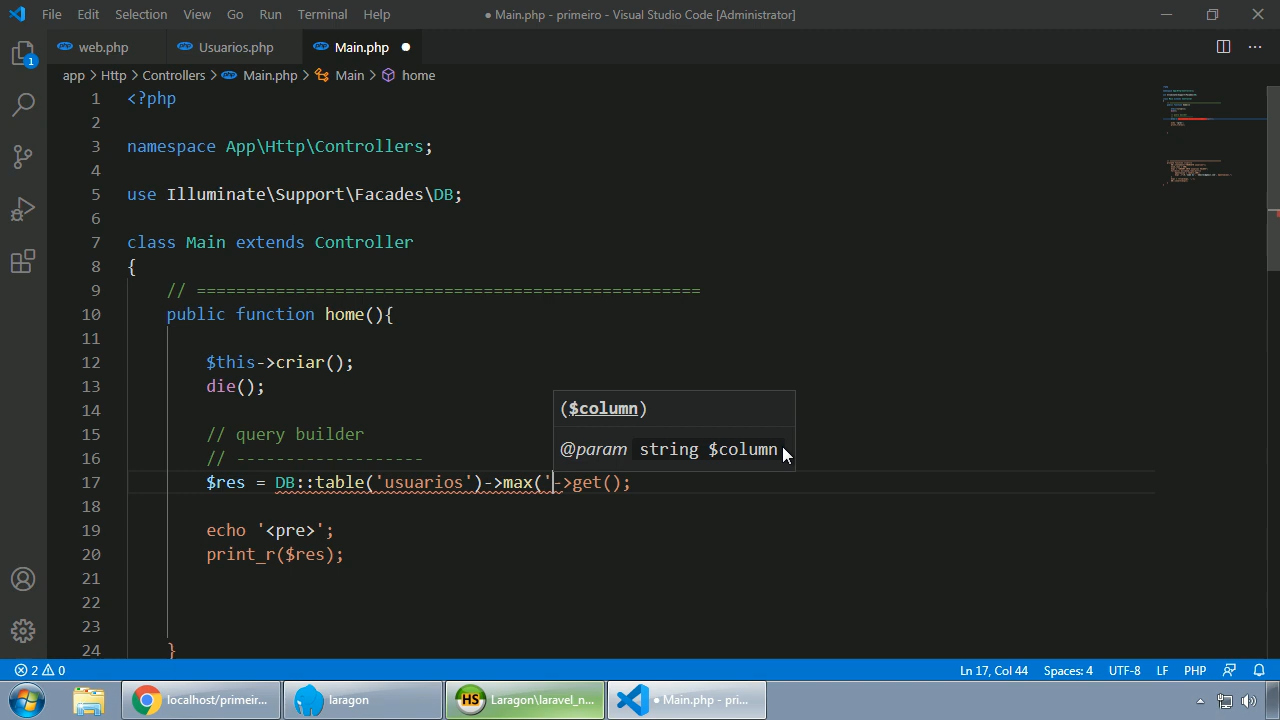 File Edit Selection View Go Run Terminal Help ● Main.php - primeiro - Visual Studio Code [Administrator]
web.php Usuarios.php Main.php ●
app > Http > Controllers > Main.php > Main > home
1 <?php
2
3 namespace App\Http\Controllers;
4
5 use Illuminate\Support\Facades\DB;
6
7 class Main extends Controller
8 {
9 // ===================================================
10 public function home(){
11
12 $this->criar();
13 die();
14
($column)
15 // query builder
@param string $column
16 // -------------------
17 $res = DB::table('usuarios')->max('->get();
18
19 echo '<pre>';
20 print_r($res);
21
22
23
24 }
1
2 0 Ln 17, Col 44 Spaces: 4 UTF-8 LF PHP
localhost/primeir... laragon HS Laragon\laravel_n... ● Main.php - pri...